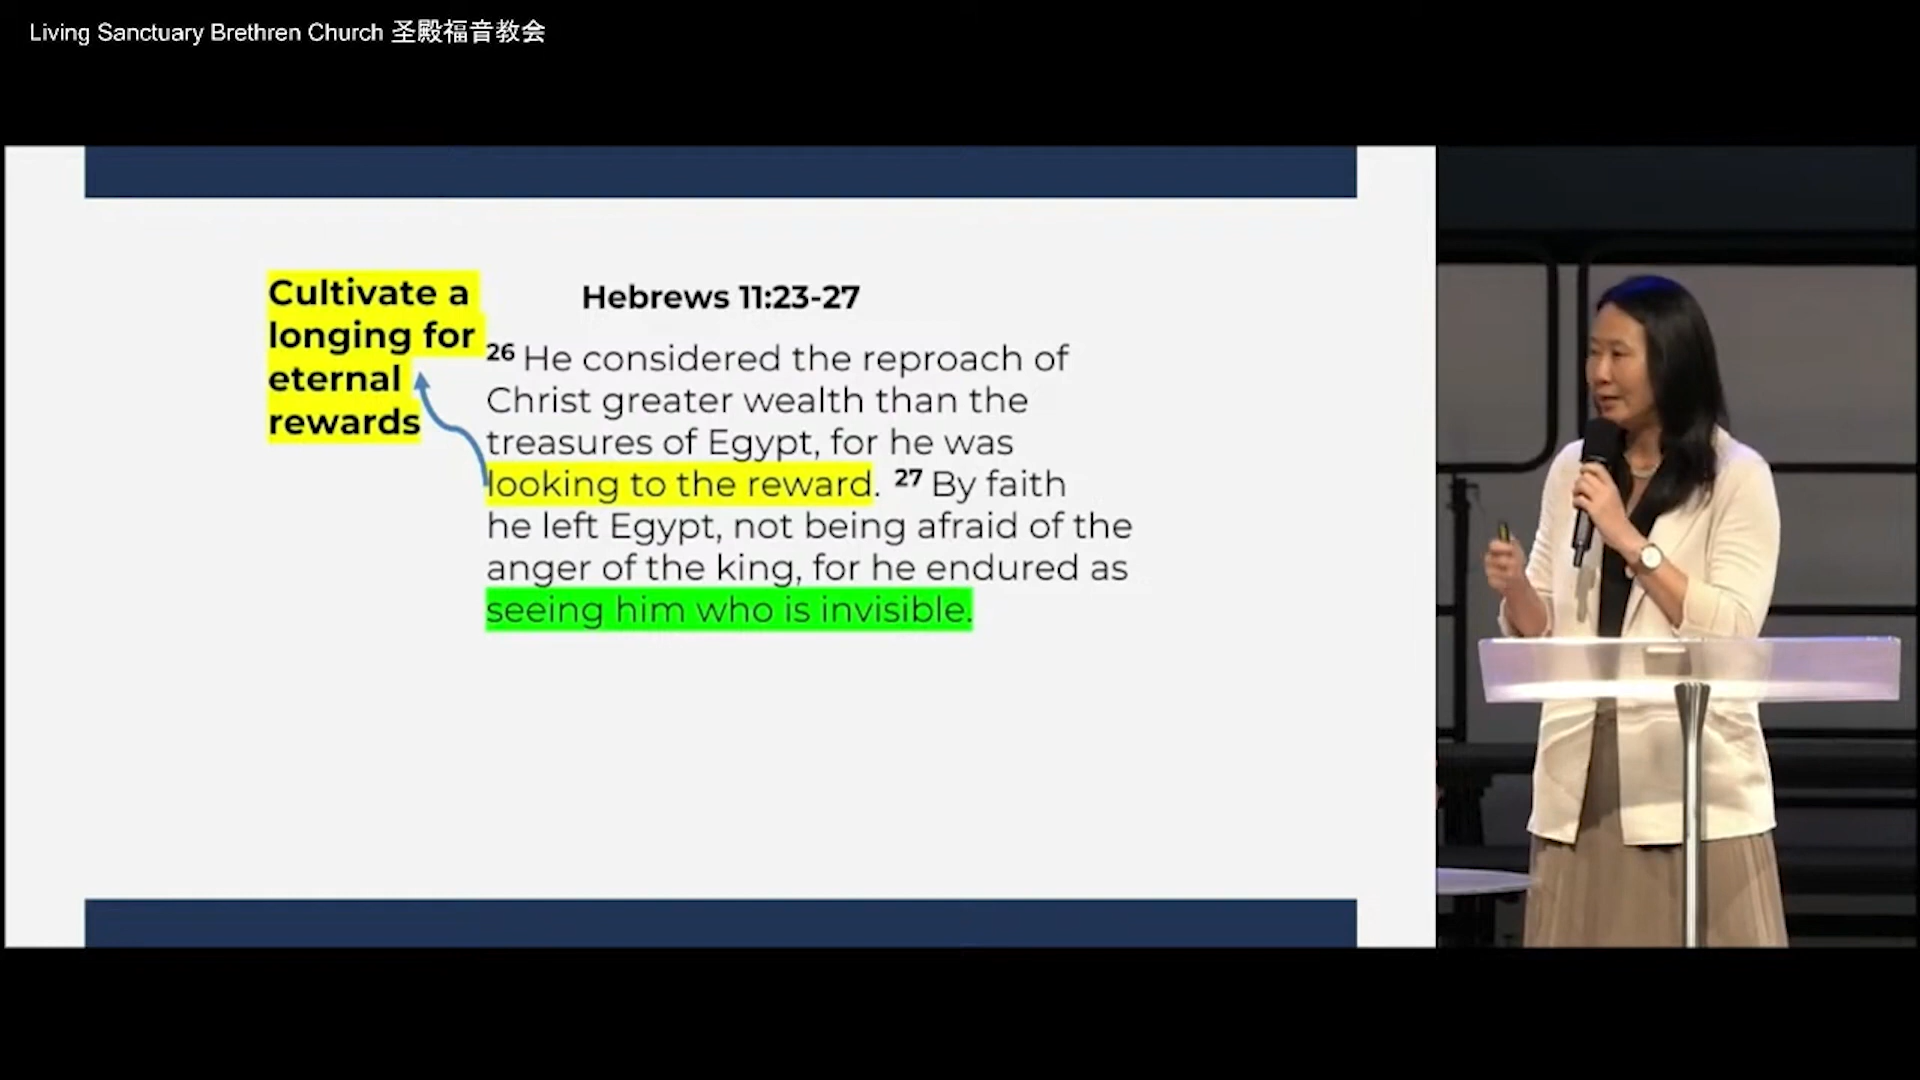 Living Sanctuary Brethren Church 圣殿福音教会
Cultivate a
longing for
eternal
rewards
Hebrews 11:23-27
26 He considered the reproach of
Christ greater wealth than the
treasures of Egypt, for he was
looking to the reward. 27 By faith
he left Egypt, not being afraid of the
anger of the king, for he endured as
seeing him who is invisible.